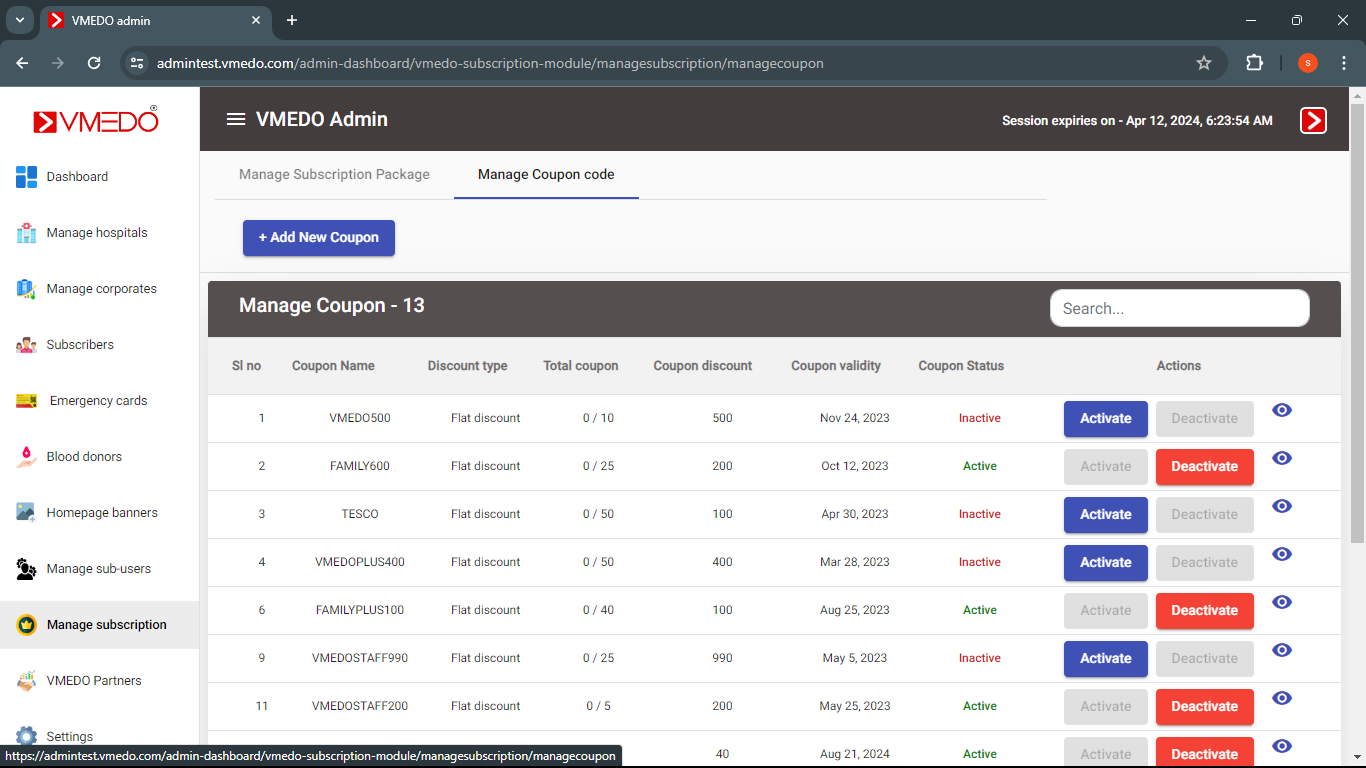 VMEDO admin
admintest.vmedo.com/admin-dashboard/vmedo-subscription-module/managesubscription/managecoupon
S
VMEDO
VMEDO Admin
Session expiries on - Apr 12, 2024, 6:23:54 AM
Dashboard
Manage hospitals
Manage corporates
Subscribers
Emergency cards
Blood donors
Homepage banners
Manage sub-users
Manage subscription
VMEDO Partners
Settings
Manage Subscription Package Manage Coupon code
+ Add New Coupon
Manage Coupon - 13
Search...
Sl no Coupon Name Discount type Total coupon Coupon discount Coupon validity Coupon Status Actions
1 VMEDO500 Flat discount 0 / 10 500 Nov 24, 2023 Inactive Activate Deactivate
2 FAMILY600 Flat discount 0 / 25 200 Oct 12, 2023 Active Activate Deactivate
3 TESCO Flat discount 0 / 50 100 Apr 30, 2023 Inactive Activate Deactivate
4 VMEDOPLUS400 Flat discount 0 / 50 400 Mar 28, 2023 Inactive Activate Deactivate
6 FAMILYPLUS100 Flat discount 0 / 40 100 Aug 25, 2023 Active Activate Deactivate
9 VMEDOSTAFF990 Flat discount 0 / 25 990 May 5, 2023 Inactive Activate Deactivate
11 VMEDOSTAFF200 Flat discount 0 / 5 200 May 25, 2023 Active Activate Deactivate
40 Aug 21, 2024 Active Activate Deactivate
https://admintest.vmedo.com/admin-dashboard/vmedo-subscription-module/managesubscription/managecoupon